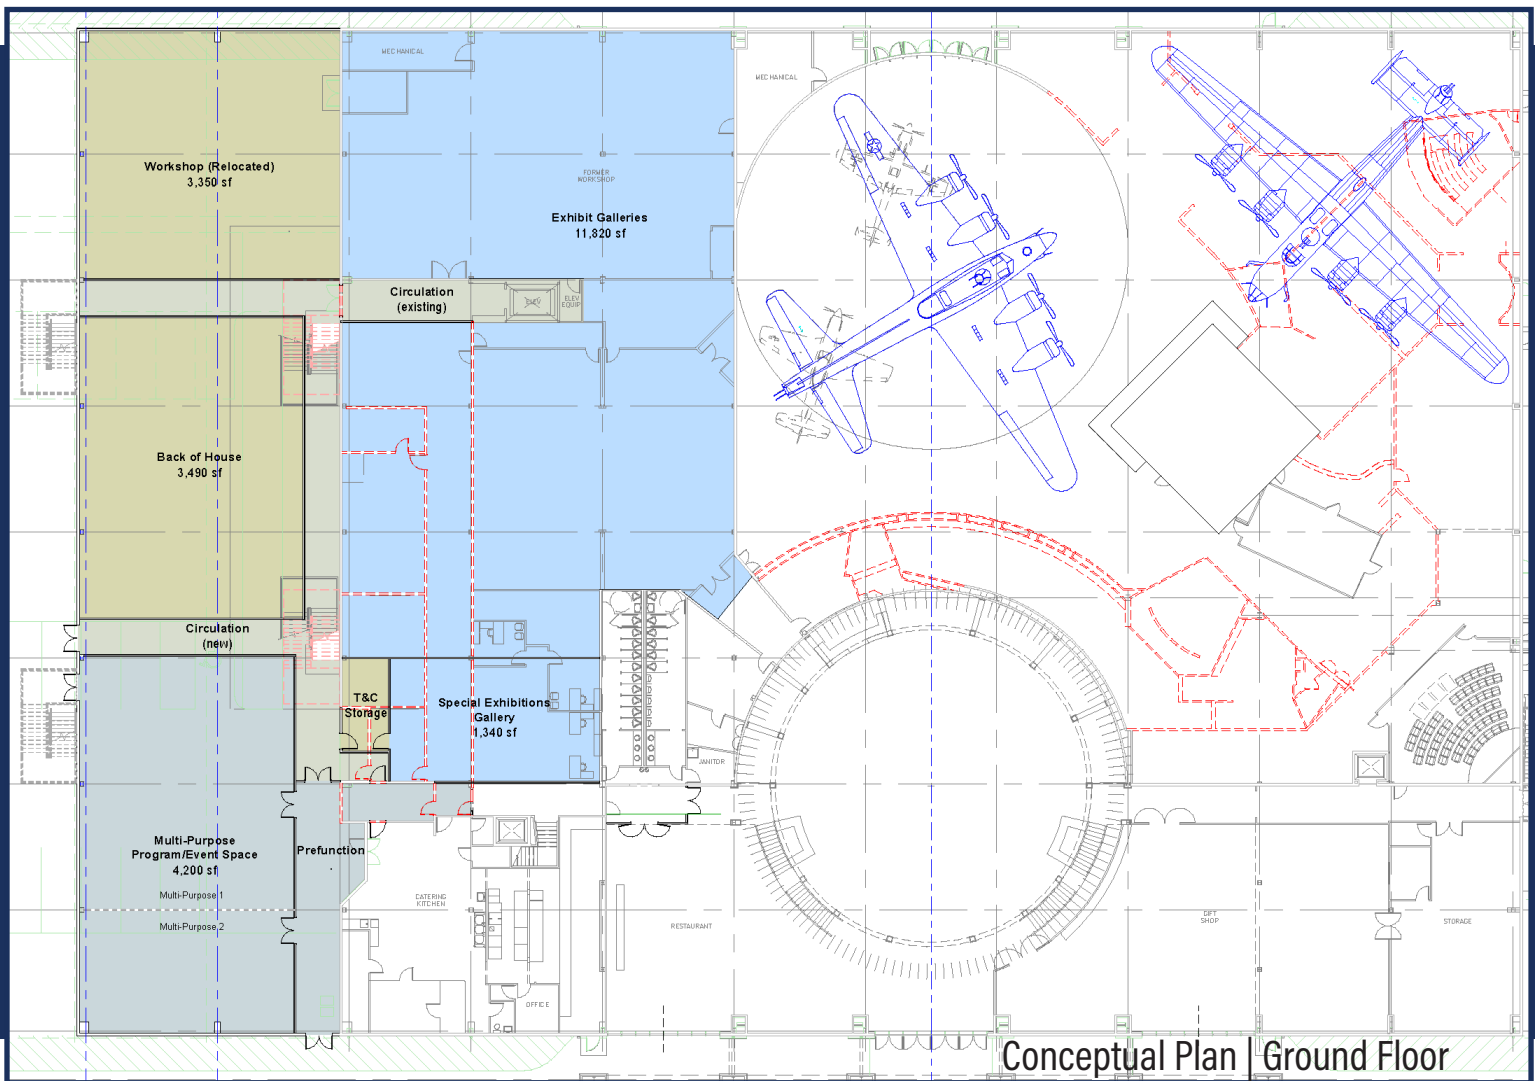 MECHANICAL
MECHANICAL
Workshop (Relocated)
3,350 sf
FORMER
WORKSHOP
Exhibit Galleries
11,820 sf
Circulation
(existing)
ELEV
ELEV
EQUIP
Back of House
3,490 sf
Circulation
(new)
T&C
Storage
Special Exhibitions
Gallery
1,340 sf
JANITOR
Multi-Purpose
Program/Event Space
4,200 sf
Prefunction
Multi-Purpose 1
Multi-Purpose 2
CATERING
KITCHEN
RESTAURANT
GIFT
SHOP
STORAGE
OFFICE
Conceptual Plan | Ground Floor